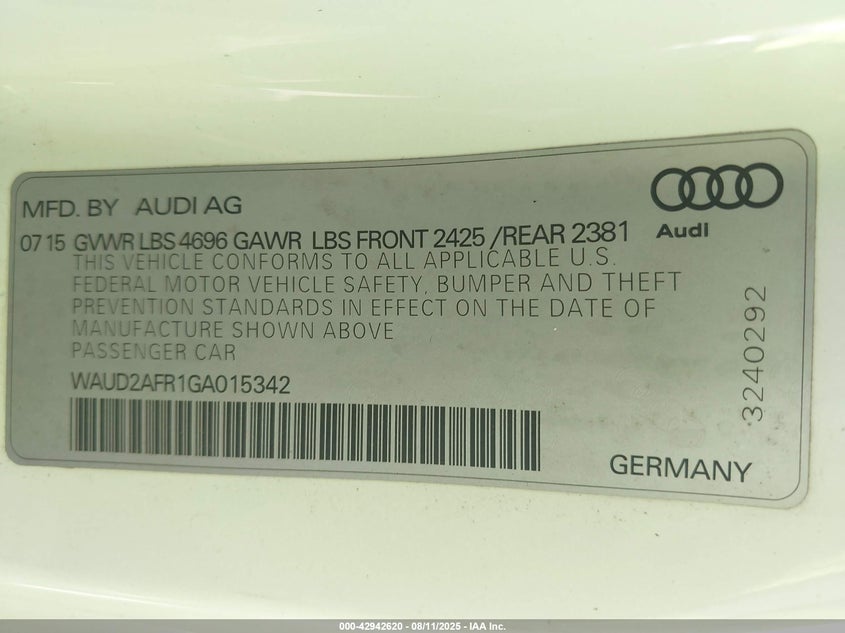 MFD. BY AUDI AG
Audi
07 15 GVWR LBS 4696 GAWR LBS FRONT 2425 /REAR 2381
THIS VEHICLE CONFORMS TO ALL APPLICABLE U.S.
FEDERAL MOTOR VEHICLE SAFETY, BUMPER AND THEFT
PREVENTION STANDARDS IN EFFECT ON THE DATE OF
MANUFACTURE SHOWN ABOVE
PASSENGER CAR
WAUD2AFR1GA015342
3240292
GERMANY
000-42942620 - 08/11/2025 - IAA Inc.